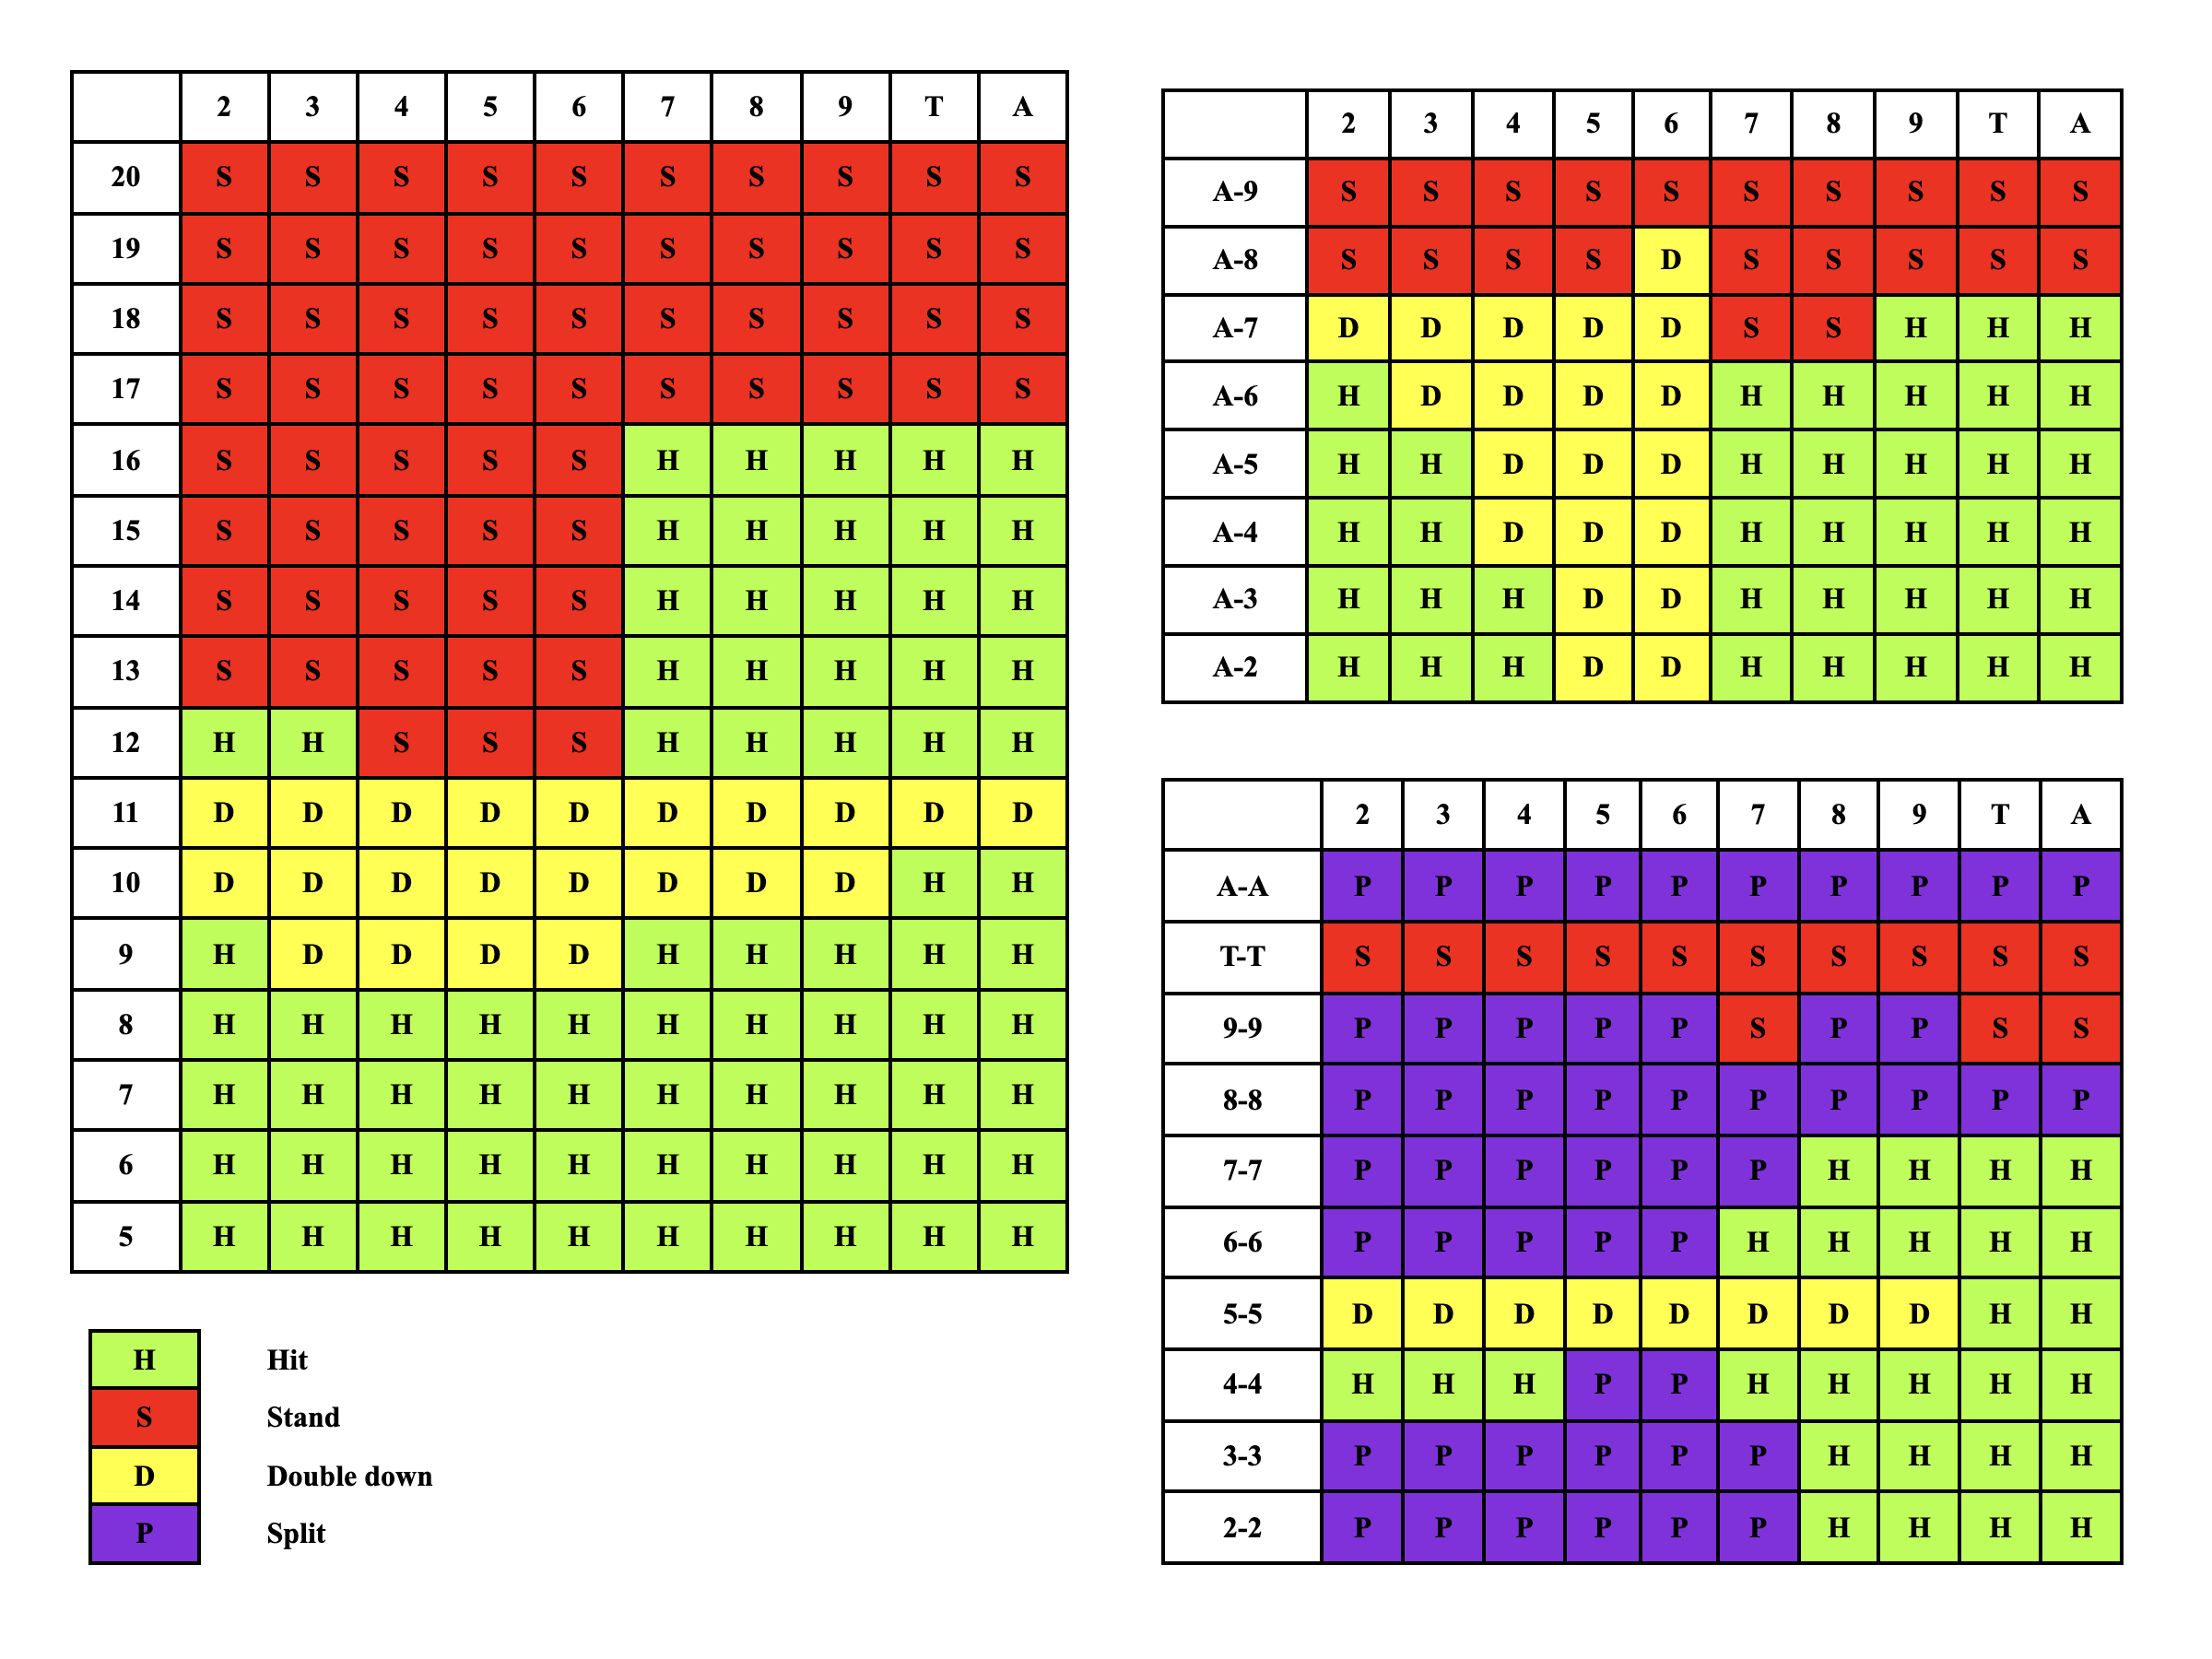 2 3 4 5 6 7 8 9 T A
20 S S S S S S S S S S
19 S S S S S S S S S S
18 S S S S S S S S S S
17 S S S S S S S S S S
16 S S S S S H H H H H
15 S S S S S H H H H H
14 S S S S S H H H H H
13 S S S S S H H H H H
12 H H S S S H H H H H
11 D D D D D D D D D D
10 D D D D D D D D H H
9 H D D D D H H H H H
8 H H H H H H H H H H
7 H H H H H H H H H H
6 H H H H H H H H H H
5 H H H H H H H H H H
H Hit
S Stand
D Double down
P Split
2 3 4 5 6 7 8 9 T A
A-9 S S S S S S S S S S
A-8 S S S S D S S S S S
A-7 D D D D D S S H H H
A-6 H D D D D H H H H H
A-5 H H D D D H H H H H
A-4 H H D D D H H H H H
A-3 H H H D D H H H H H
A-2 H H H D D H H H H H
2 3 4 5 6 7 8 9 T A
A-A P P P P P P P P P P
T-T S S S S S S S S S S
9-9 P P P P P S P P S S
8-8 P P P P P P P P P P
7-7 P P P P P P H H H H
6-6 P P P P P H H H H H
5-5 D D D D D D D D H H
4-4 H H H P P H H H H H
3-3 P P P P P P H H H H
2-2 P P P P P P H H H H